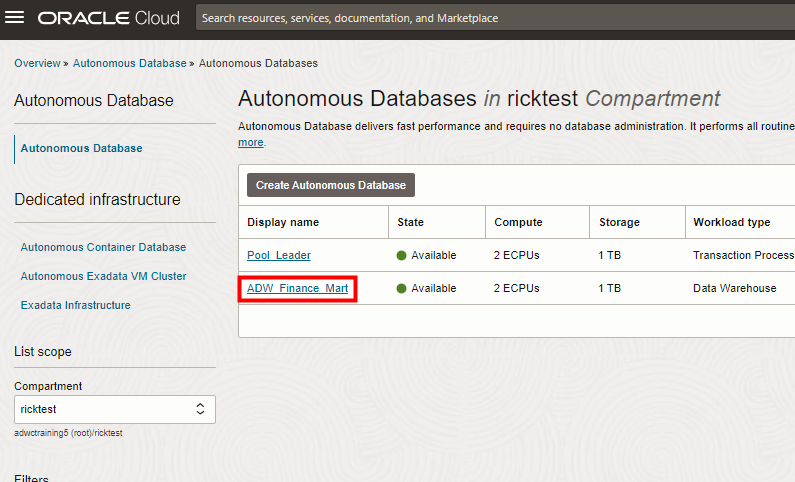 ORACLE Cloud
Search resources, services, documentation, and Marketplace
Overview » Autonomous Database » Autonomous Databases
Autonomous Database
Autonomous Database
Dedicated infrastructure
Autonomous Container Database
Autonomous Exadata VM Cluster
Exadata Infrastructure
List scope
Compartment
ricktest
adwctraining5 (root)/ricktest
Filters
Autonomous Databases in ricktest Compartment
Autonomous Database delivers fast performance and requires no database administration. It performs all routine
more.
Create Autonomous Database
Display name State Compute Storage Workload type
Pool_Leader Available 2 ECPUs 1 TB Transaction Process
ADW_Finance_Mart Available 2 ECPUs 1 TB Data Warehouse